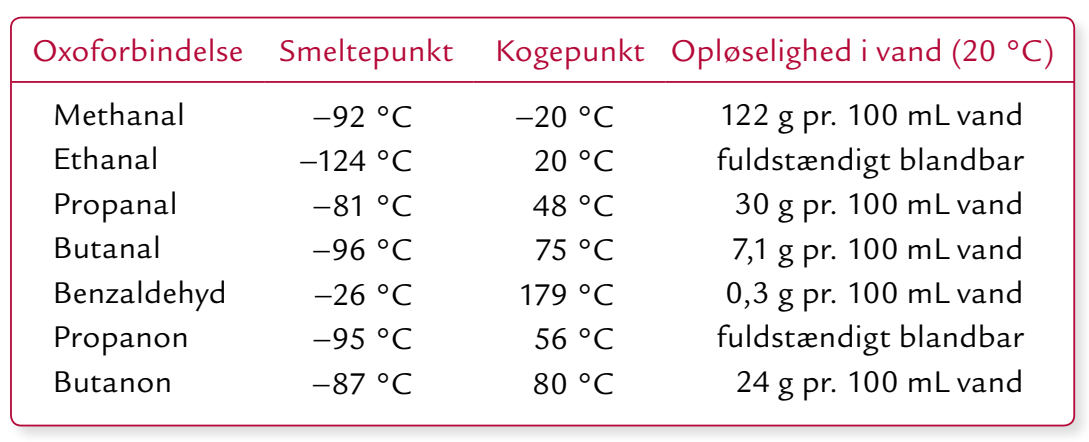 Oxoforbindelse Smeltepunkt Kogepunkt Opløselighed i vand (20 °C)
Methanal –92 °C –20 °C 122 g pr. 100 mL vand
Ethanal –124 °C 20 °C fuldstændigt blandbar
Propanal –81 °C 48 °C 30 g pr. 100 mL vand
Butanal –96 °C 75 °C 7,1 g pr. 100 mL vand
Benzaldehyd –26 °C 179 °C 0,3 g pr. 100 mL vand
Propanon –95 °C 56 °C fuldstændigt blandbar
Butanon –87 °C 80 °C 24 g pr. 100 mL vand